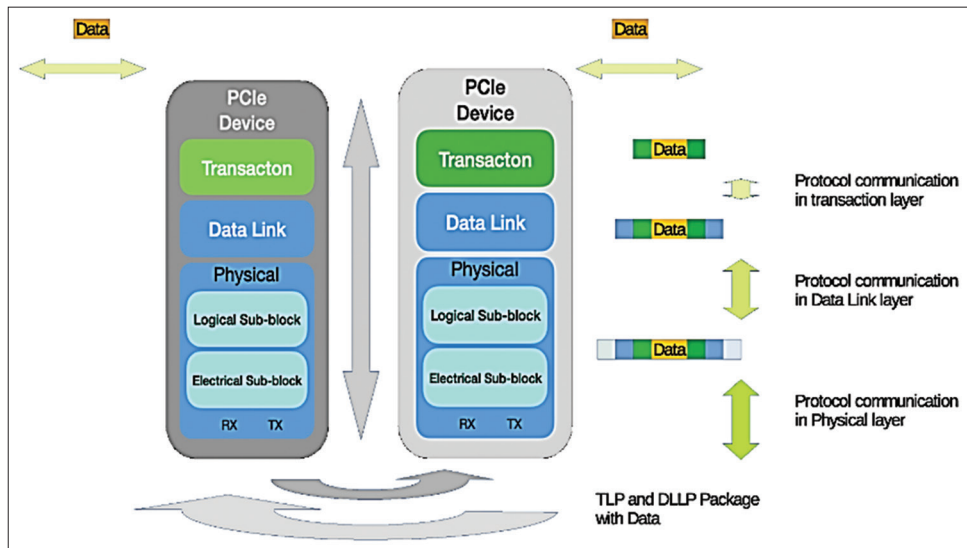 Data
Data
PCIe
Device
Transacton
Data Link
Physical
Logical Sub-block
Electrical Sub-block
RX TX
PCIe
Device
Transacton
Data Link
Physical
Logical Sub-block
Electrical Sub-block
RX TX
Data
Protocol communication
in transaction layer
Data
Protocol communication
in Data Link layer
Data
Protocol communication
in Physical layer
TLP and DLLP Package
with Data